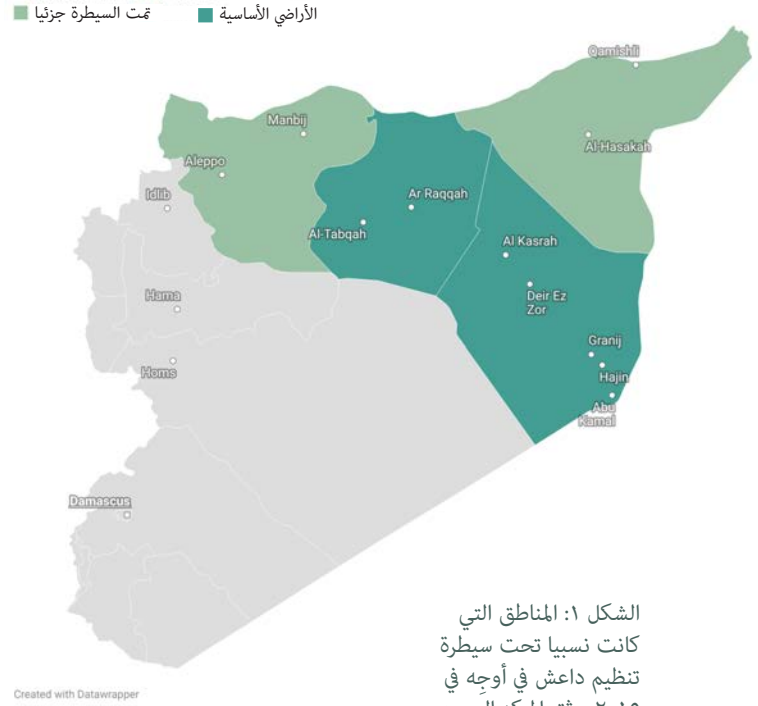 الأراضي الأساسية
تمت السيطرة جزئيا
Qamishli
Manbij
Al-Hasakah
Aleppo
Idlib
Ar Raqqah
Al-Tabqah
Al Kasrah
Hama
Deir Ez
Zor
Granij
Homs
Hajin
Abu
Kamal
Damascus
الشكل ١: المناطق التي
كانت نسبيا تحت سيطرة
تنظيم داعش في أوجِه في
Created with Datawrapper